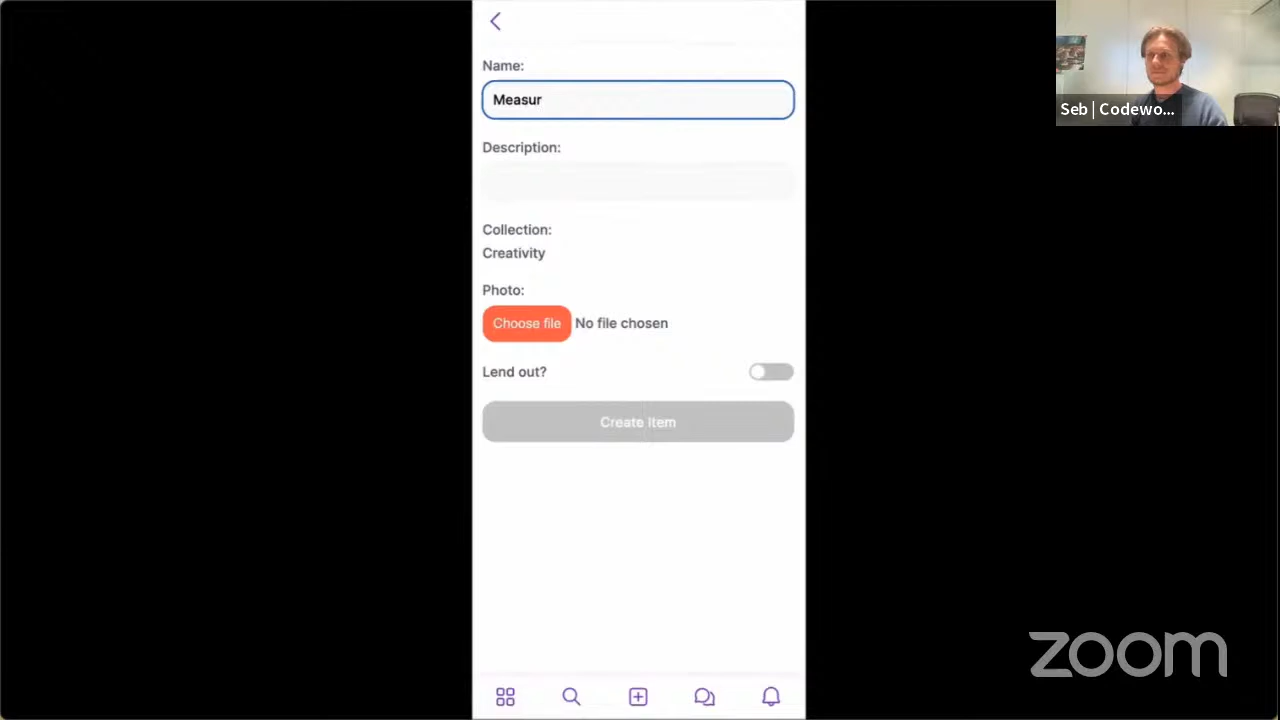 Name:
Measur
Description:
Collection:
Creativity
Photo:
Choose file No file chosen
Lend out?
Create Item
Seb | Codewo...
zoom